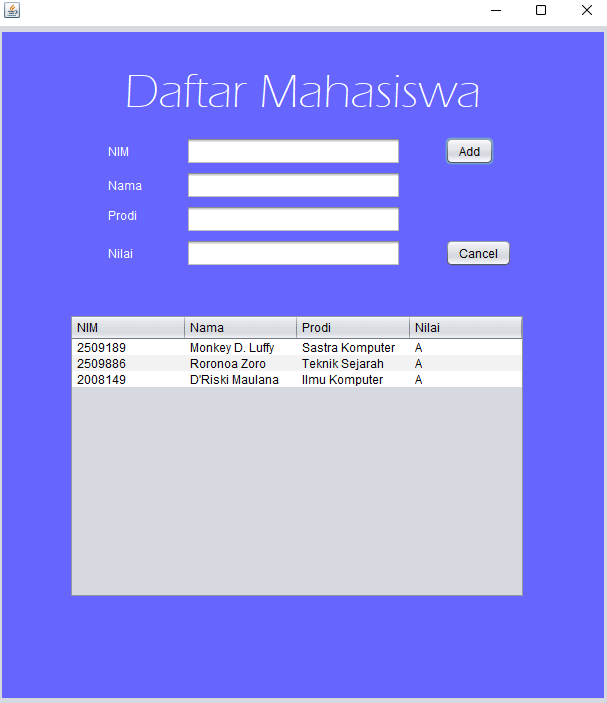 Daftar Mahasiswa
NIM
Add
Nama
Prodi
Nilai
Cancel
NIM Nama Prodi Nilai
2509189 Monkey D. Luffy Sastra Komputer A
2509886 Roronoa Zoro Teknik Sejarah A
2008149 D'Riski Maulana Ilmu Komputer A